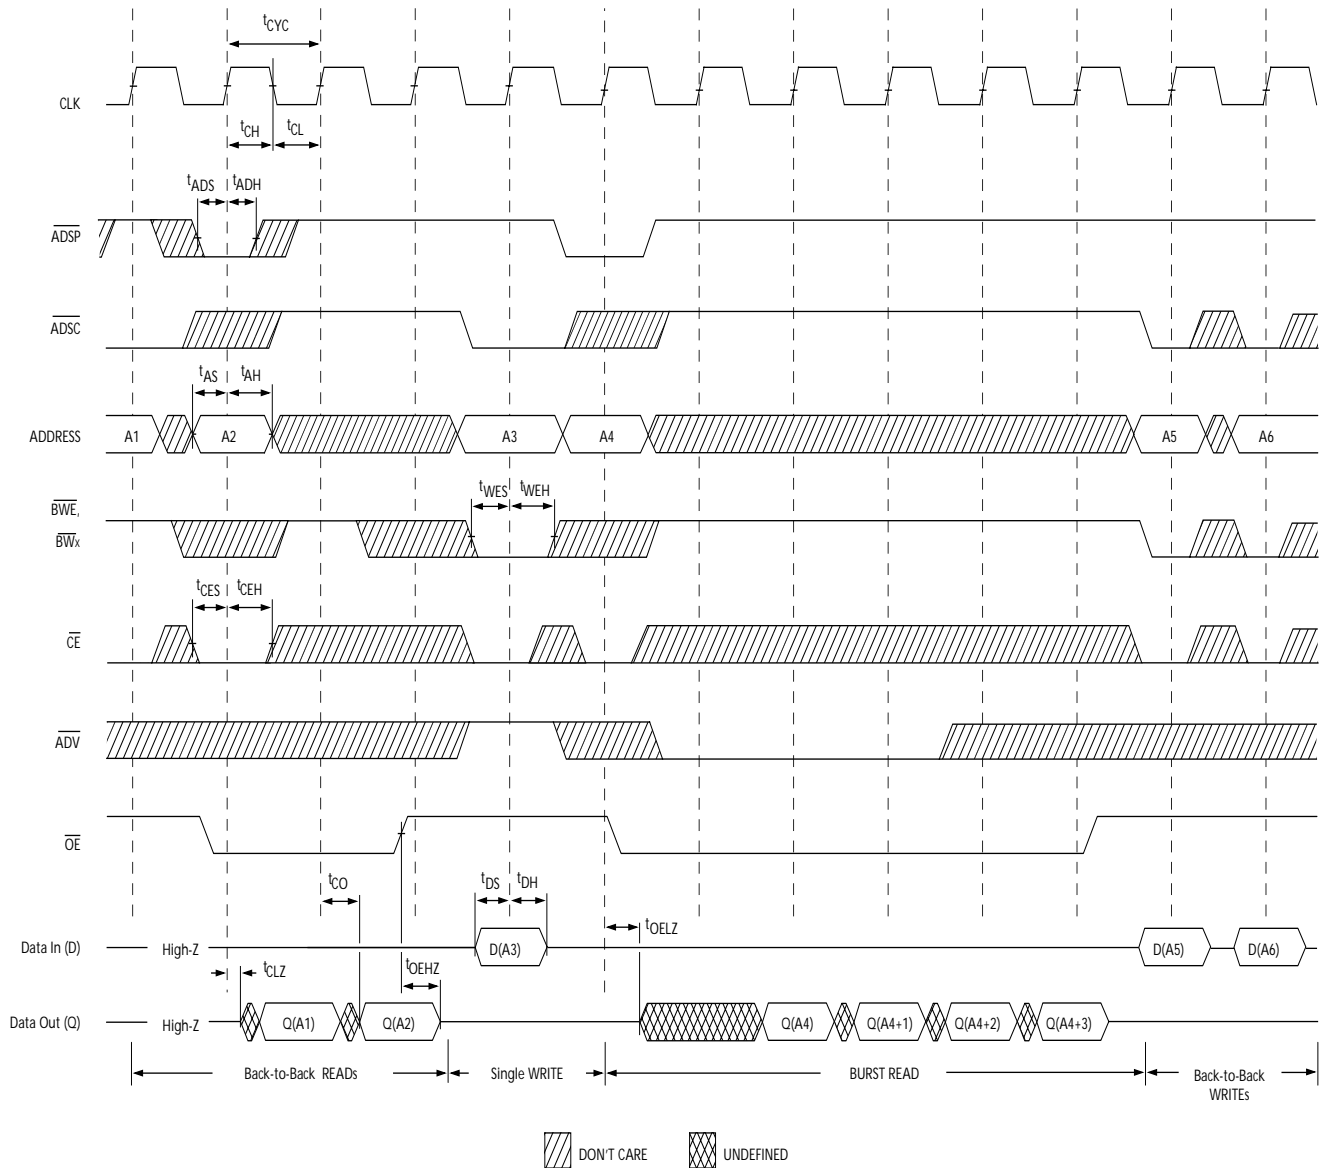 tCYC
CLK
tCH
tCL
tADS
tADH
ADSP
ADSC
tAS
tAH
ADDRESS
A1
A2
A3
A4
A5
A6
tWES
tWEH
BWE,
BWx
tCES
tCEH
CE
ADV
OE
tCO
tDS
tDH
tOELZ
Data In (D)
High-Z
D(A3)
D(A5)
D(A6)
tCLZ
tOEHZ
Data Out (Q)
High-Z
Q(A1)
Q(A2)
Q(A4)
Q(A4+1)
Q(A4+2)
Q(A4+3)
Back-to-Back READs
Single WRITE
BURST READ
Back-to-Back
WRITEs
DON'T CARE
UNDEFINED